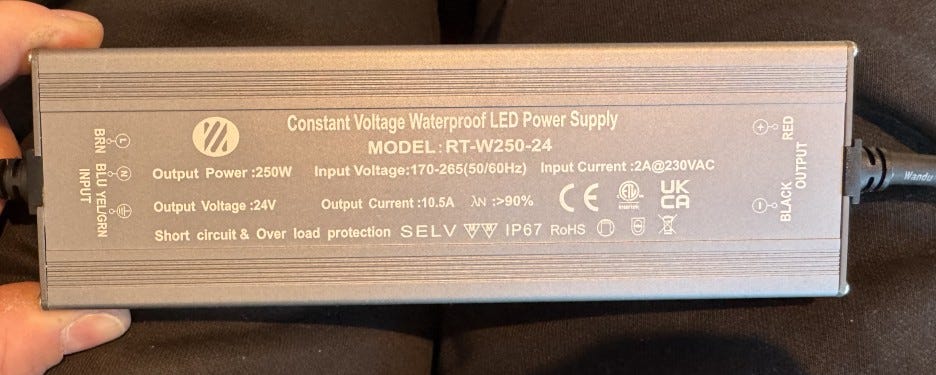 Constant Voltage Waterproof LED Power Supply
MODEL:RT-W250-24
Output Power :250W Input Voltage:170-265(50/60Hz) Input Current :2A@230VAC
Output Voltage :24V Output Current :10.5A λN :>90% CE UK CA
Short circuit & Over load protection SELV IP67 RoHS
BRN L
BLU N
YEL/GRN
INPUT
+ RED
- BLACK
OUTPUT
Wandu